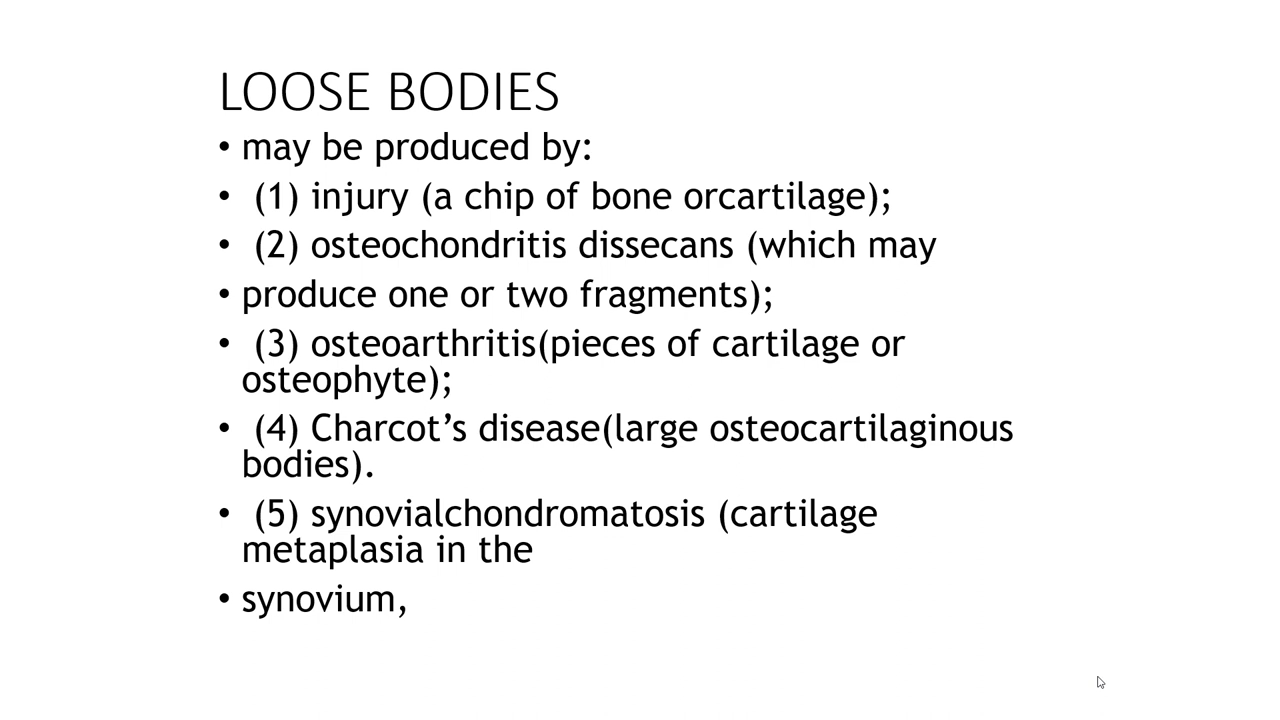 LOOSE BODIES
• may be produced by:
• (1) injury (a chip of bone orcartilage);
• (2) osteochondritis dissecans (which may
• produce one or two fragments);
• (3) osteoarthritis(pieces of cartilage or
osteophyte);
• (4) Charcot’s disease(large osteocartilaginous
bodies).
• (5) synovialchondromatosis (cartilage
metaplasia in the
• synovium,